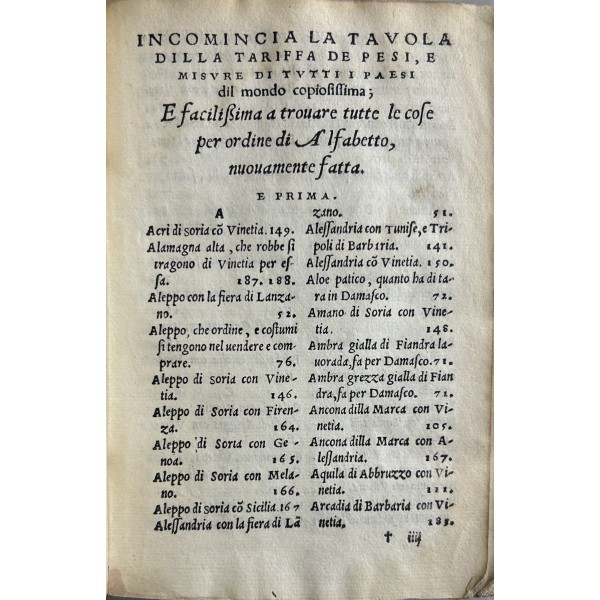 INCOMINCIA LA TAVOLA
DILLA TARIFFA DE PESI, E
MISVRE DI TVTTI I PAESI
dil mondo copiosissima;
E facilißima a trouare tutte le cose
per ordine di Alfabetto,
nuouamente fatta.
E PRIMA.
A
Acri di soria cõ Vinetia. 149.
Alamagna alta, che robbe si
tragono di Vinetia per es-
sa. 187. 188.
Aleppo con la fiera di Lanza-
no. 52.
Aleppo, che ordine, e costumi
si tengono nel uendere e com-
prare. 76.
Aleppo di Soria con Vine-
tia. 146.
Aleppo di Soria con Firen-
za. 164.
Aleppo di Soria con Ge-
noa. 165.
Aleppo di Soria con Mela-
no. 166.
Aleppo di soria cõ Sicilia. 167
Alessandria con la fiera di Lã
zano. 51.
Alessandria con Tunise, e Tri-
poli di Barbaria. 141.
Alessandria cõ Vinetia. 150.
Aloe patico, quanto ha di ta-
ra in Damasco. 72.
Amano di Soria con Vine-
tia. 148.
Ambra gialla di Fiandra la-
uorada, fa per Damasco. 71.
Ambra grezza gialla di Fian
dra, fa per Damasco. 71.
Ancona dilla Marca con Vi-
netia. 105.
Ancona dilla Marca con A-
lessandria. 167.
Aquila di Abbruzzo con Vi-
netia. 111.
Arcadia di Barbaria con Vi-
netia. 183.
† iiij